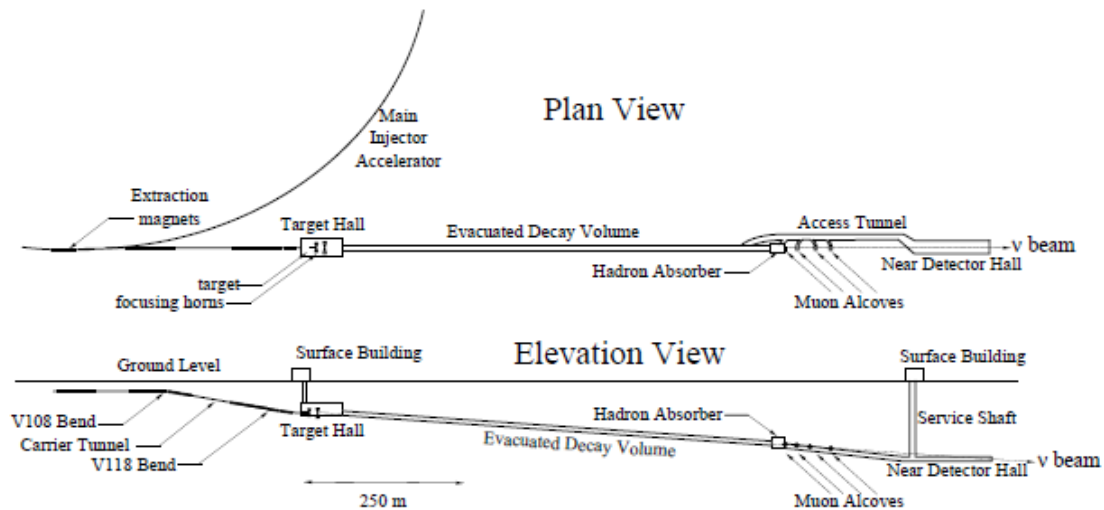 Plan View
Main
Injector
Accelerator
Extraction
magnets
Target Hall
Evacuated Decay Volume
Access Tunnel
ν beam
Near Detector Hall
Hadron Absorber
target
focusing horns
Muon Alcoves
Elevation View
Surface Building
Surface Building
Ground Level
V108 Bend
Carrier Tunnel
V118 Bend
Target Hall
Evacuated Decay Volume
Hadron Absorber
Service Shaft
Near Detector Hall
ν beam
Muon Alcoves
250 m